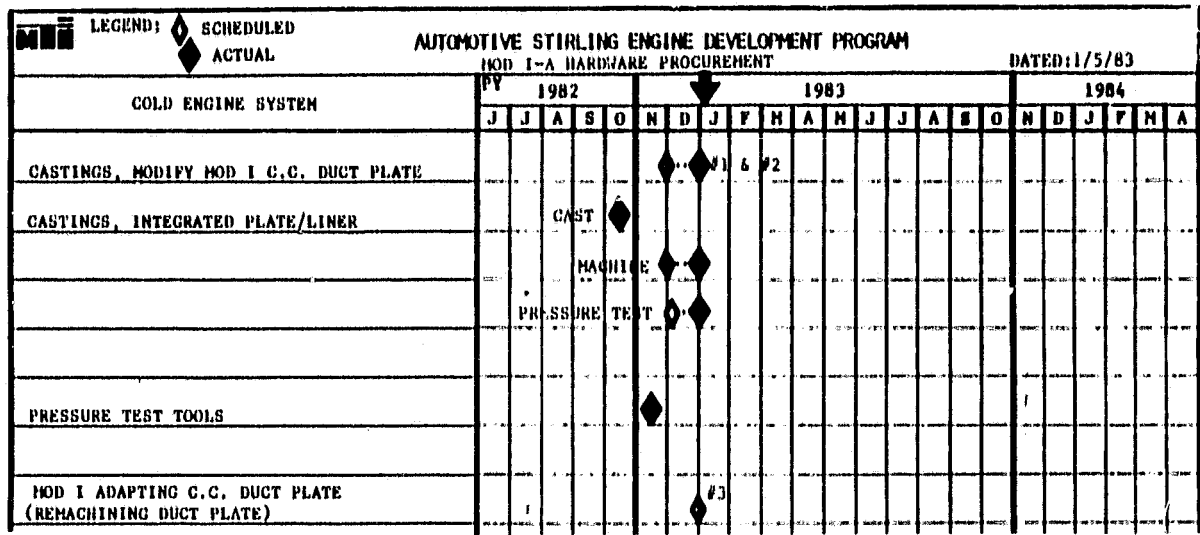 MTI LEGEND: SCHEDULED
ACTUAL
AUTOMOTIVE STIRLING ENGINE DEVELOPMENT PROGRAM
MOD I-A HARDWARE PROCUREMENT DATED:1/5/83
COLD ENGINE SYSTEM
PY 1982 1983 1984
J J A S O N D J F M A M J J A S O N D J F M A
CASTINGS, MODIFY MOD I C.C. DUCT PLATE #1 & #2
CASTINGS, INTEGRATED PLATE/LINER CAST
MACHINE
PRESSURE TEST
PRESSURE TEST TOOLS
MOD I ADAPTING C.C. DUCT PLATE #3
(REMACHINING DUCT PLATE)